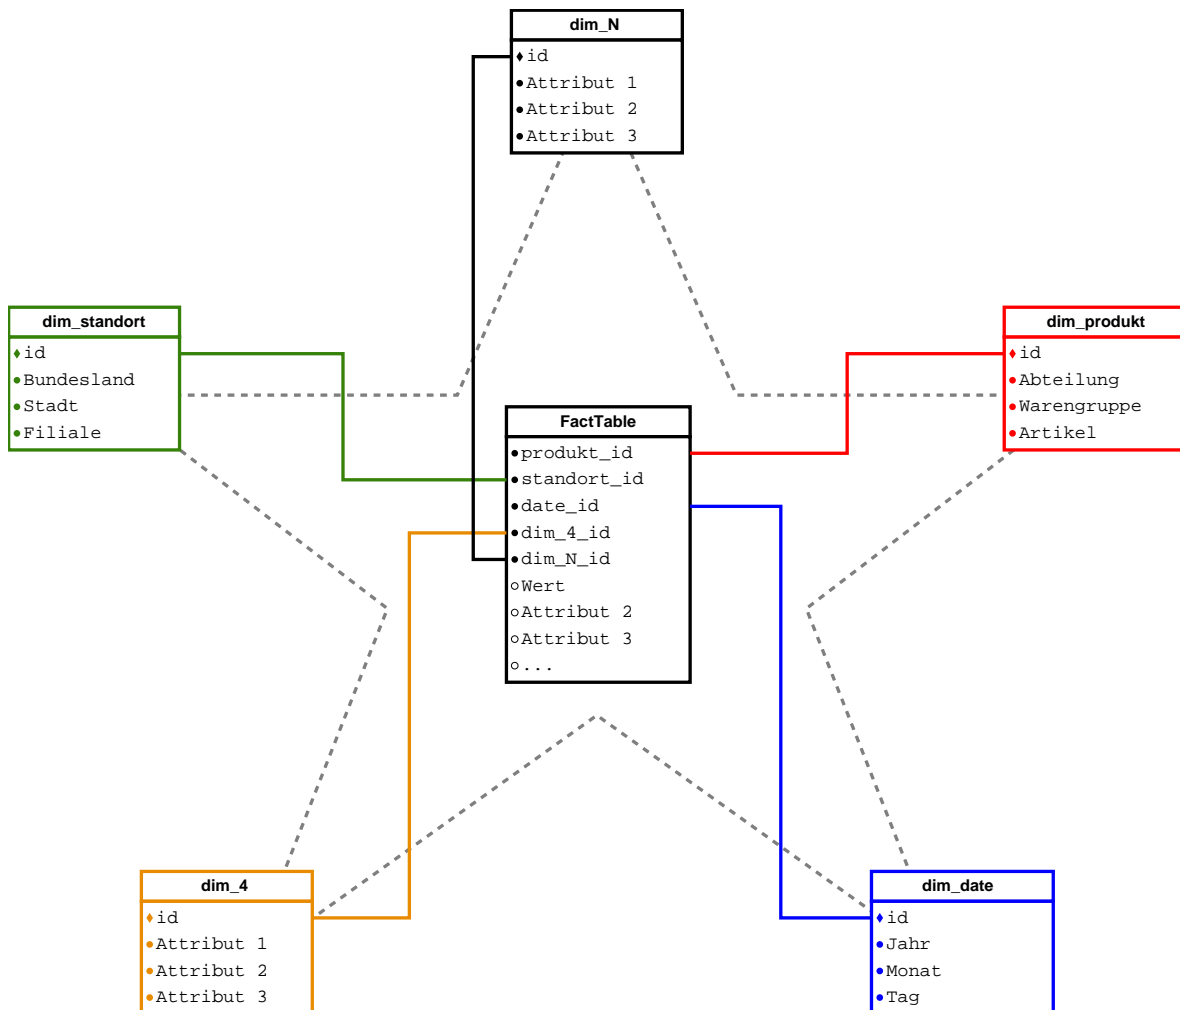 dim_N
id
Attribut 1
Attribut 2
Attribut 3
dim_standort
id
Bundesland
Stadt
Filiale
dim_produkt
id
Abteilung
Warengruppe
Artikel
FactTable
produkt_id
standort_id
date_id
dim_4_id
dim_N_id
Wert
Attribut 2
Attribut 3
...
dim_4
id
Attribut 1
Attribut 2
Attribut 3
dim_date
id
Jahr
Monat
Tag